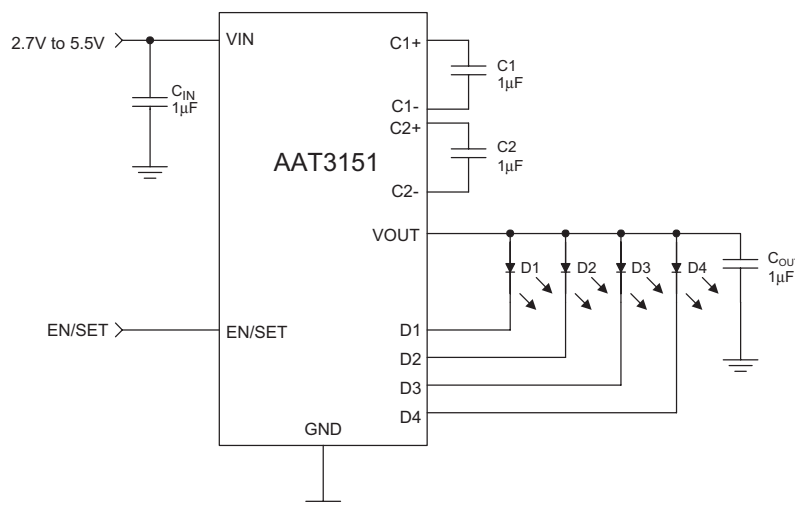 2.7V to 5.5V
VIN
C1+
C1
1µF
C1-
C2+
C2
1µF
C2-
CIN
1µF
AAT3151
VOUT
D1
D2
D3
D4
COUT
1µF
EN/SET
EN/SET
D1
D2
D3
D4
GND